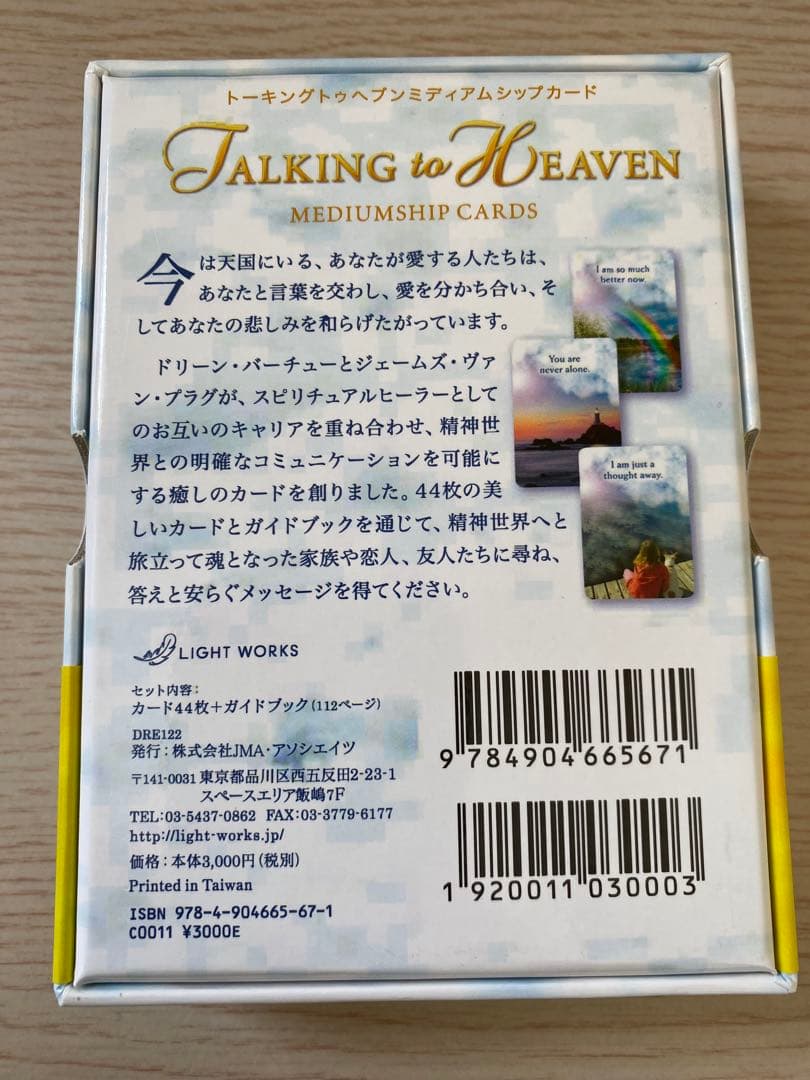 トーキングトゥヘブンミディアムシップカード
TALKING to HEAVEN
MEDIUMSHIP CARDS
今は天国にいる、あなたが愛する人たちは、
あなたと言葉を交わし、愛を分かち合い、そ
してあなたの悲しみを和らげたがっています。
ドリーン・バーチューとジェームズ・ヴァ
ン・プラグが、スピリチュアルヒーラーとして
のお互いのキャリアを重ね合わせ、精神世
界との明確なコミュニケーションを可能に
する癒しのカードを創りました。44枚の美
しいカードとガイドブックを通じて、精神世界へと
旅立って魂となった家族や恋人、友人たちに尋ね、
答えと安らぐメッセージを得てください。
I am so much
better now.
You are
never alone.
I am just a
thought away.
LIGHT WORKS
セット内容：
カード44枚＋ガイドブック（112ページ）
DRE122
発行：株式会社JMA・アソシエイツ
〒141-0031 東京都品川区西五反田2-23-1
スペースエリア飯嶋7F
TEL:03-5437-0862 FAX:03-3779-6177
http://light-works.jp/
価格：本体3,000円（税別）
Printed in Taiwan
ISBN 978-4-904665-67-1
C0011 ¥3000E
9 784904 665671
1 920011 030003